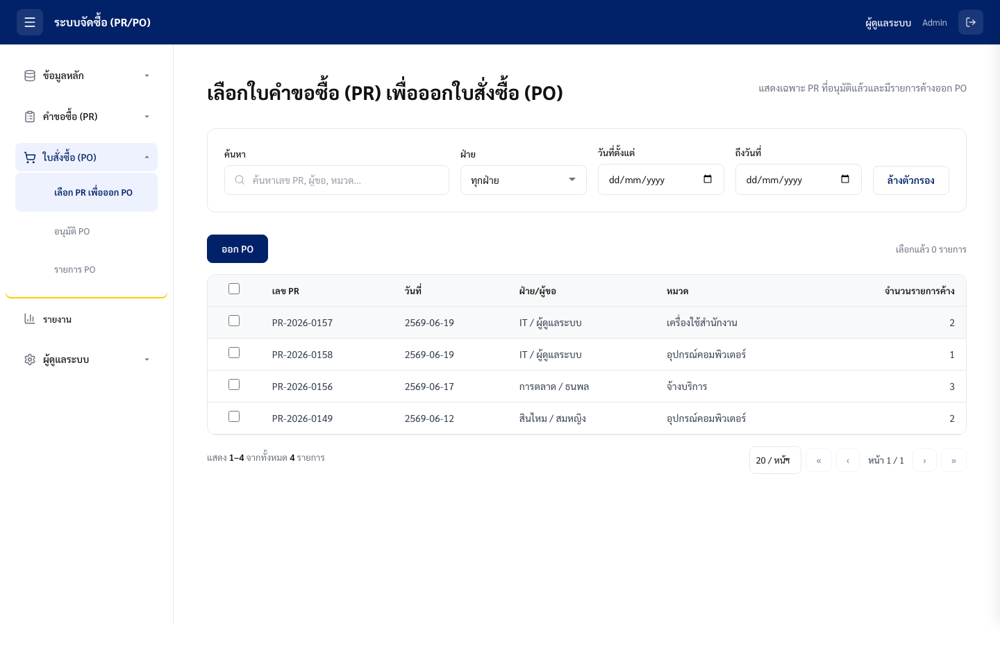 ระบบจัดซื้อ (PR/PO)
ผู้ดูแลระบบ Admin
ข้อมูลหลัก
คำขอซื้อ (PR)
ใบสั่งซื้อ (PO)
เลือก PR เพื่อออก PO
อนุมัติ PO
รายการ PO
รายงาน
ผู้ดูแลระบบ
เลือกใบคำขอซื้อ (PR) เพื่อออกใบสั่งซื้อ (PO)
แสดงเฉพาะ PR ที่อนุมัติแล้วและมีรายการค้างออก PO
ค้นหา ฝ่าย วันที่ตั้งแต่ ถึงวันที่
ค้นหาเลข PR, ผู้ขอ, หมวด... ทุกฝ่าย dd/mm/yyyy dd/mm/yyyy ล้างตัวกรอง
ออก PO เลือกแล้ว 0 รายการ
เลข PR วันที่ ฝ่าย/ผู้ขอ หมวด จำนวนรายการค้าง
PR-2026-0157 2569-06-19 IT / ผู้ดูแลระบบ เครื่องใช้สำนักงาน 2
PR-2026-0158 2569-06-19 IT / ผู้ดูแลระบบ อุปกรณ์คอมพิวเตอร์ 1
PR-2026-0156 2569-06-17 การตลาด / ธนพล จ้างบริการ 3
PR-2026-0149 2569-06-12 สินไหม / สมหญิง อุปกรณ์คอมพิวเตอร์ 2
แสดง 1–4 จากทั้งหมด 4 รายการ 20 / หน้า « ‹ หน้า 1 / 1 › »